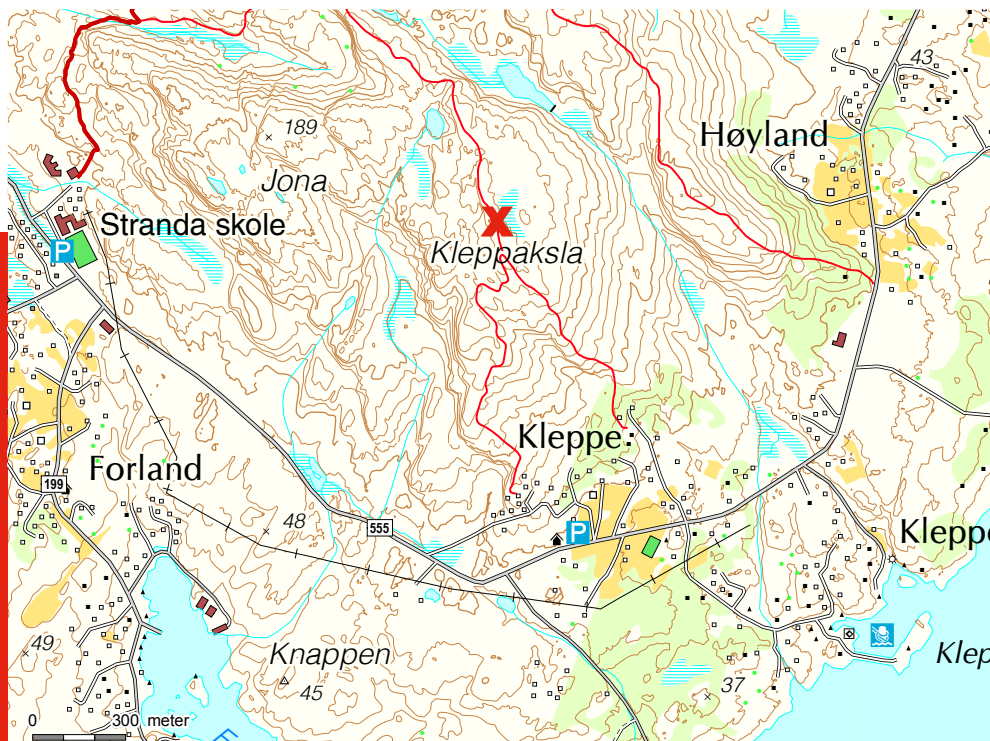 43
Høyland
189
Jona
Stranda skole
P
X
Kleppaksla
Kleppe
Forland
199
48
555
P
Klepp
49
Knappen
45
37
Klep
0 300 meter